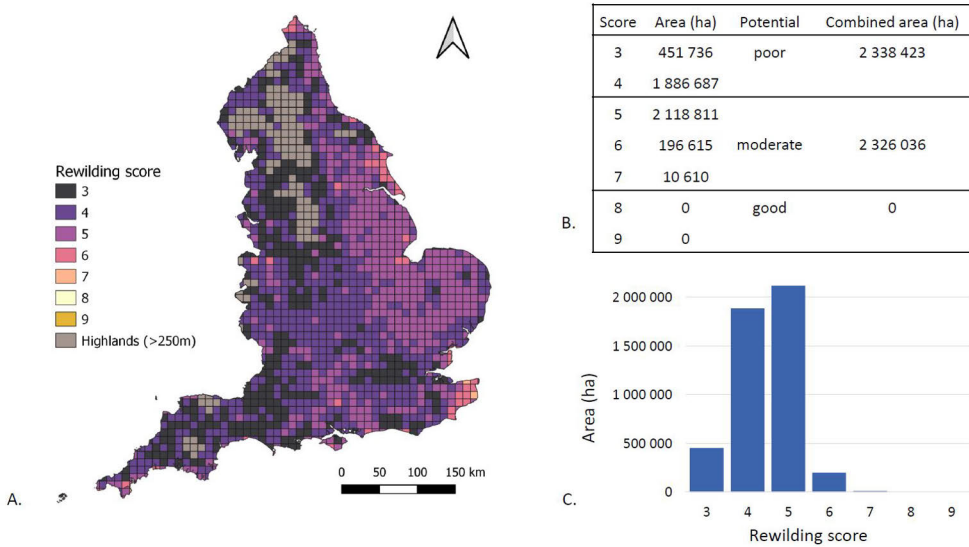 Rewilding score
3
4
5
6
7
8
9
Highlands (>250m)
0 50 100 150 km
A.
Score Area (ha) Potential Combined area (ha)
3 451 736 poor 2 338 423
4 1 886 687
5 2 118 811
6 196 615 moderate 2 326 036
7 10 610
8 0 good 0
9 0
B.
2 000 000
1 500 000
1 000 000
500 000
0
Area (ha)
3 4 5 6 7 8 9
Rewilding score
C.